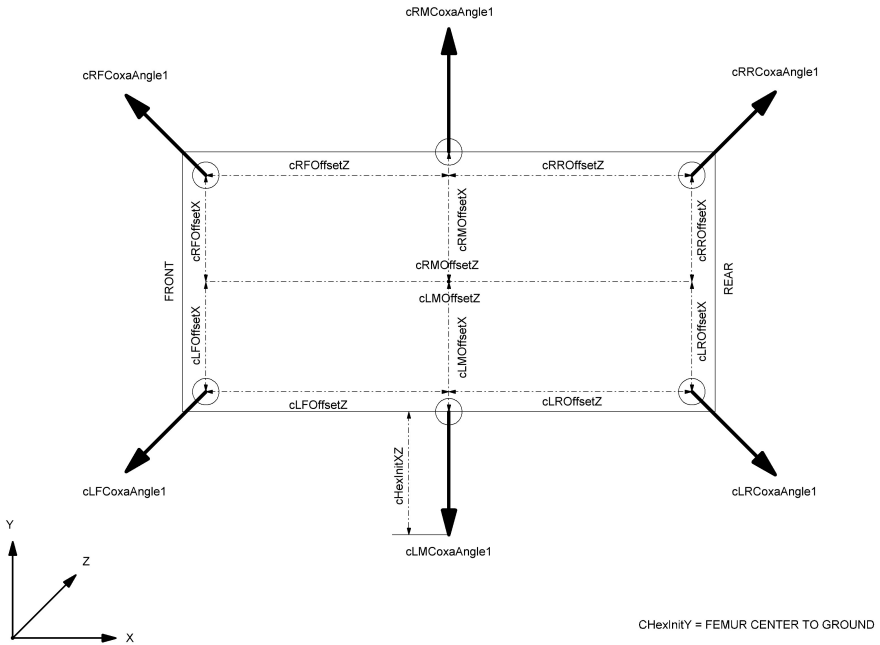 cRMCoxaAngle1
cRFCoxaAngle1
cRRCoxaAngle1
cRFOffsetZ
cRROffsetZ
cRFOffsetX
cRMOffsetX
cRROffsetX
FRONT
cRMOffsetZ
REAR
cLMOffsetZ
cLFOffsetX
cLMOffsetX
cLROffsetX
cLFOffsetZ
cLROffsetZ
cHexInitXZ
cLFCoxaAngle1
cLRCoxaAngle1
cLMCoxaAngle1
Y
Z
X
CHexInitY = FEMUR CENTER TO GROUND